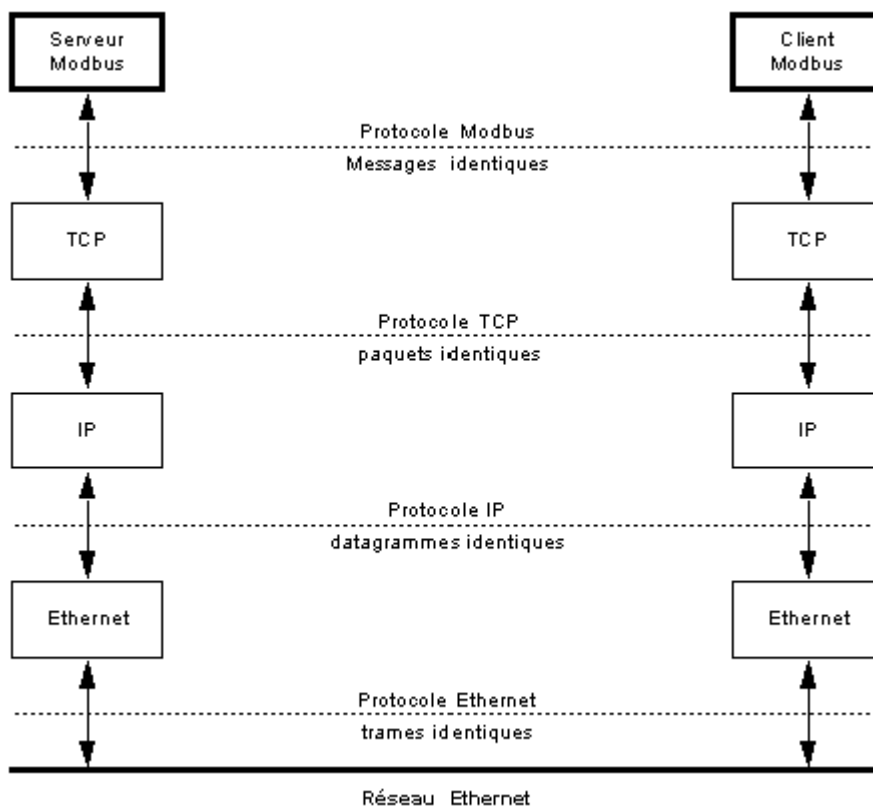 Serveur
Modbus
Client
Modbus
Protocole Modbus
Messages identiques
TCP
TCP
Protocole TCP
paquets identiques
IP
IP
Protocole IP
datagrammes identiques
Ethernet
Ethernet
Protocole Ethernet
trames identiques
Réseau Ethernet